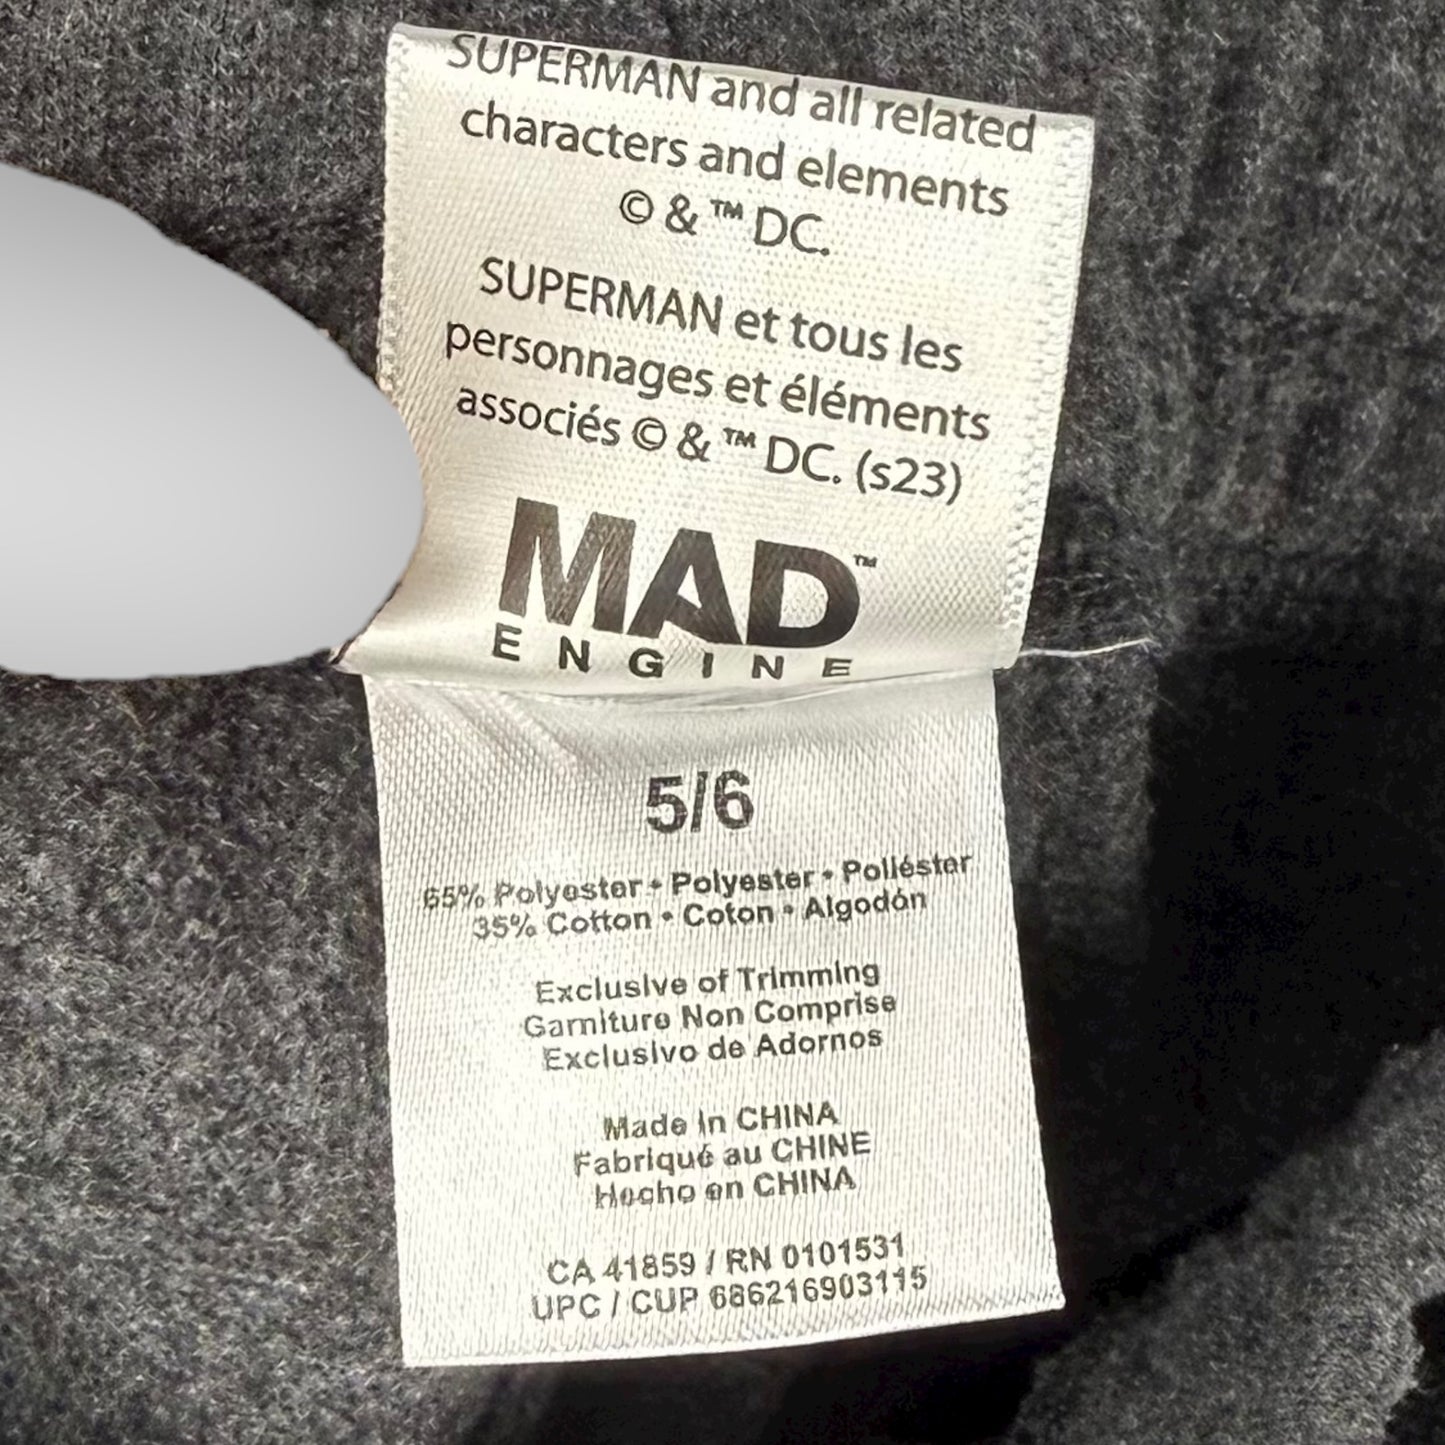 SUPERMAN and all related
characters and elements
© & ™ DC.
SUPERMAN et tous les
personnages et éléments
associés © & ™ DC. (s23)
MAD™
ENGINE
5/6
65% Polyester • Polyester • Poliéster
35% Cotton • Coton • Algodón
Exclusive of Trimming
Garniture Non Comprise
Exclusivo de Adornos
Made in CHINA
Fabriqué au CHINE
Hecho en CHINA
CA 41859 / RN 0101531
UPC / CUP 686216903115